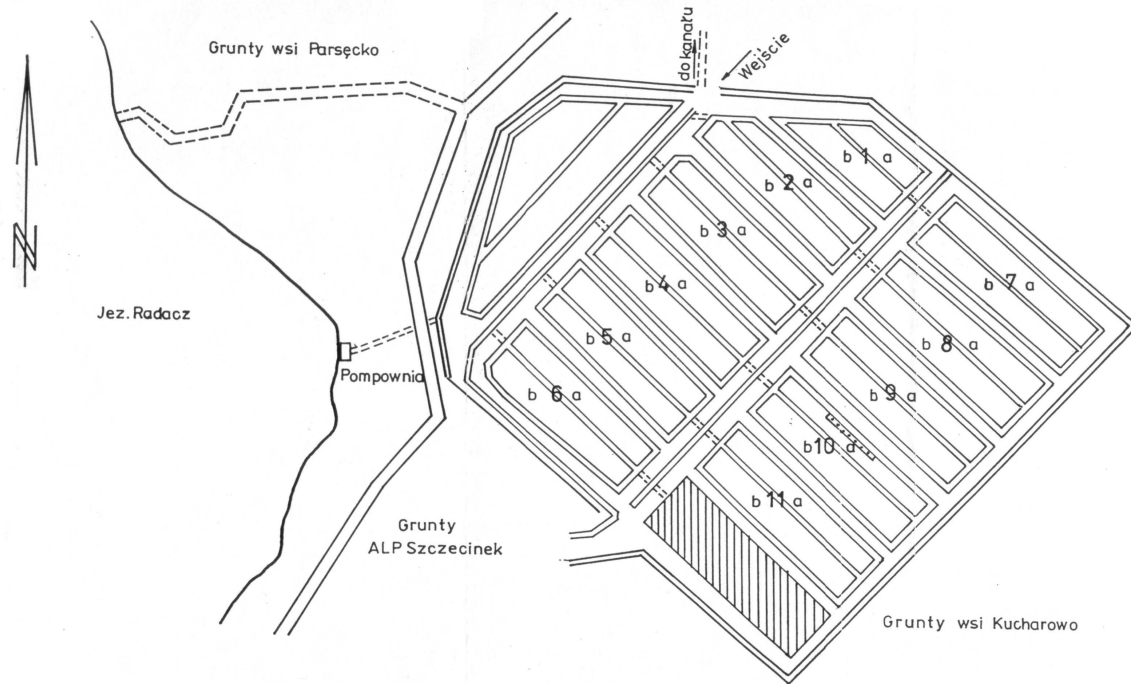 Grunty wsi Parsęcko
do kanału
Wejście
N
b 1 a
b 2 a
b 3 a
b 4 a
b 5 a
b 6 a
b 7 a
b 8 a
b 9 a
b 10 a
b 11 a
Jez. Radacz
Pompownia
Grunty
ALP Szczecinek
Grunty wsi Kucharowo